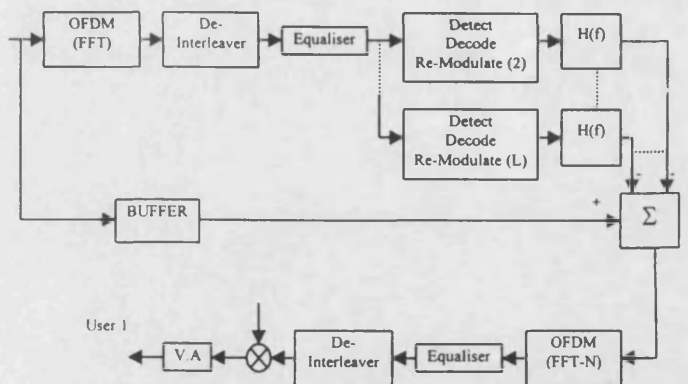 OFDM
(FFT)
De-
Interleaver
Equaliser
Detect
Decode
Re-Modulate (2)
H(f)
Detect
Decode
Re-Modulate (L)
H(f)
-
-
BUFFER
+
Σ
User 1
V.A
De-
Interleaver
Equaliser
OFDM
(FFT-N)